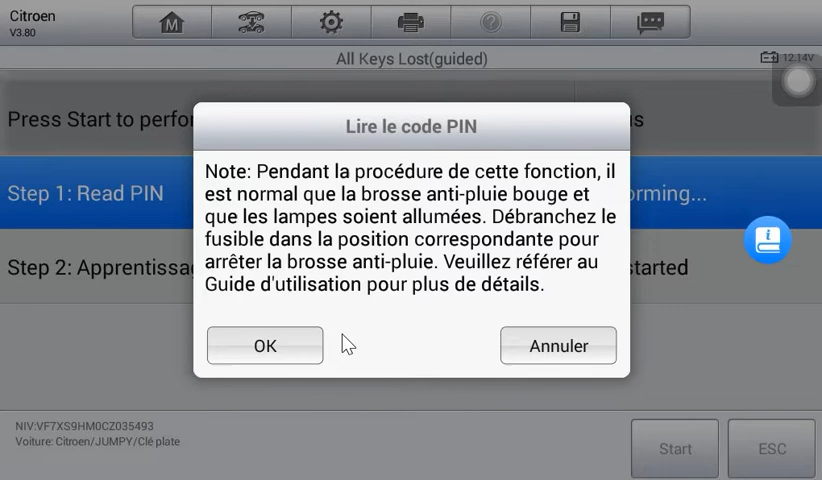 Citroen
V3.80
All Keys Lost(guided)
12.14V
Press Start to perfo
us
Lire le code PIN
Note: Pendant la procédure de cette fonction, il
est normal que la brosse anti-pluie bouge et
que les lampes soient allumées. Débranchez le
fusible dans la position correspondante pour
arrêter la brosse anti-pluie. Veuillez référer au
Guide d'utilisation pour plus de détails.
Step 1: Read PIN
orming...
Step 2: Apprentissa
started
OK
Annuler
NIV:VF7XS9HM0CZ035493
Voiture: Citroen/JUMPY/Clé plate
Start
ESC